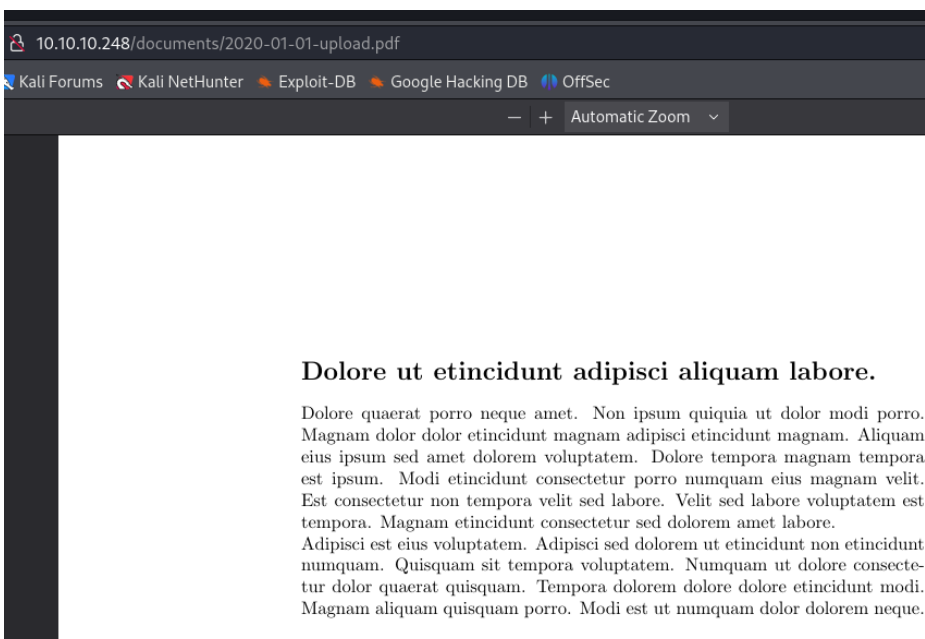 10.10.10.248/documents/2020-01-01-upload.pdf
Kali Forums Kali NetHunter Exploit-DB Google Hacking DB OffSec
− + Automatic Zoom
Dolore ut etincidunt adipisci aliquam labore.
Dolore quaerat porro neque amet. Non ipsum quiquia ut dolor modi porro.
Magnam dolor dolor etincidunt magnam adipisci etincidunt magnam. Aliquam
eius ipsum sed amet dolorem voluptatem. Dolore tempora magnam tempora
est ipsum. Modi etincidunt consectetur porro numquam eius magnam velit.
Est consectetur non tempora velit sed labore. Velit sed labore voluptatem est
tempora. Magnam etincidunt consectetur sed dolorem amet labore.
Adipisci est eius voluptatem. Adipisci sed dolorem ut etincidunt non etincidunt
numquam. Quisquam sit tempora voluptatem. Numquam ut dolore consecte-
tur dolor quaerat quisquam. Tempora dolorem dolore dolore etincidunt modi.
Magnam aliquam quisquam porro. Modi est ut numquam dolor dolorem neque.